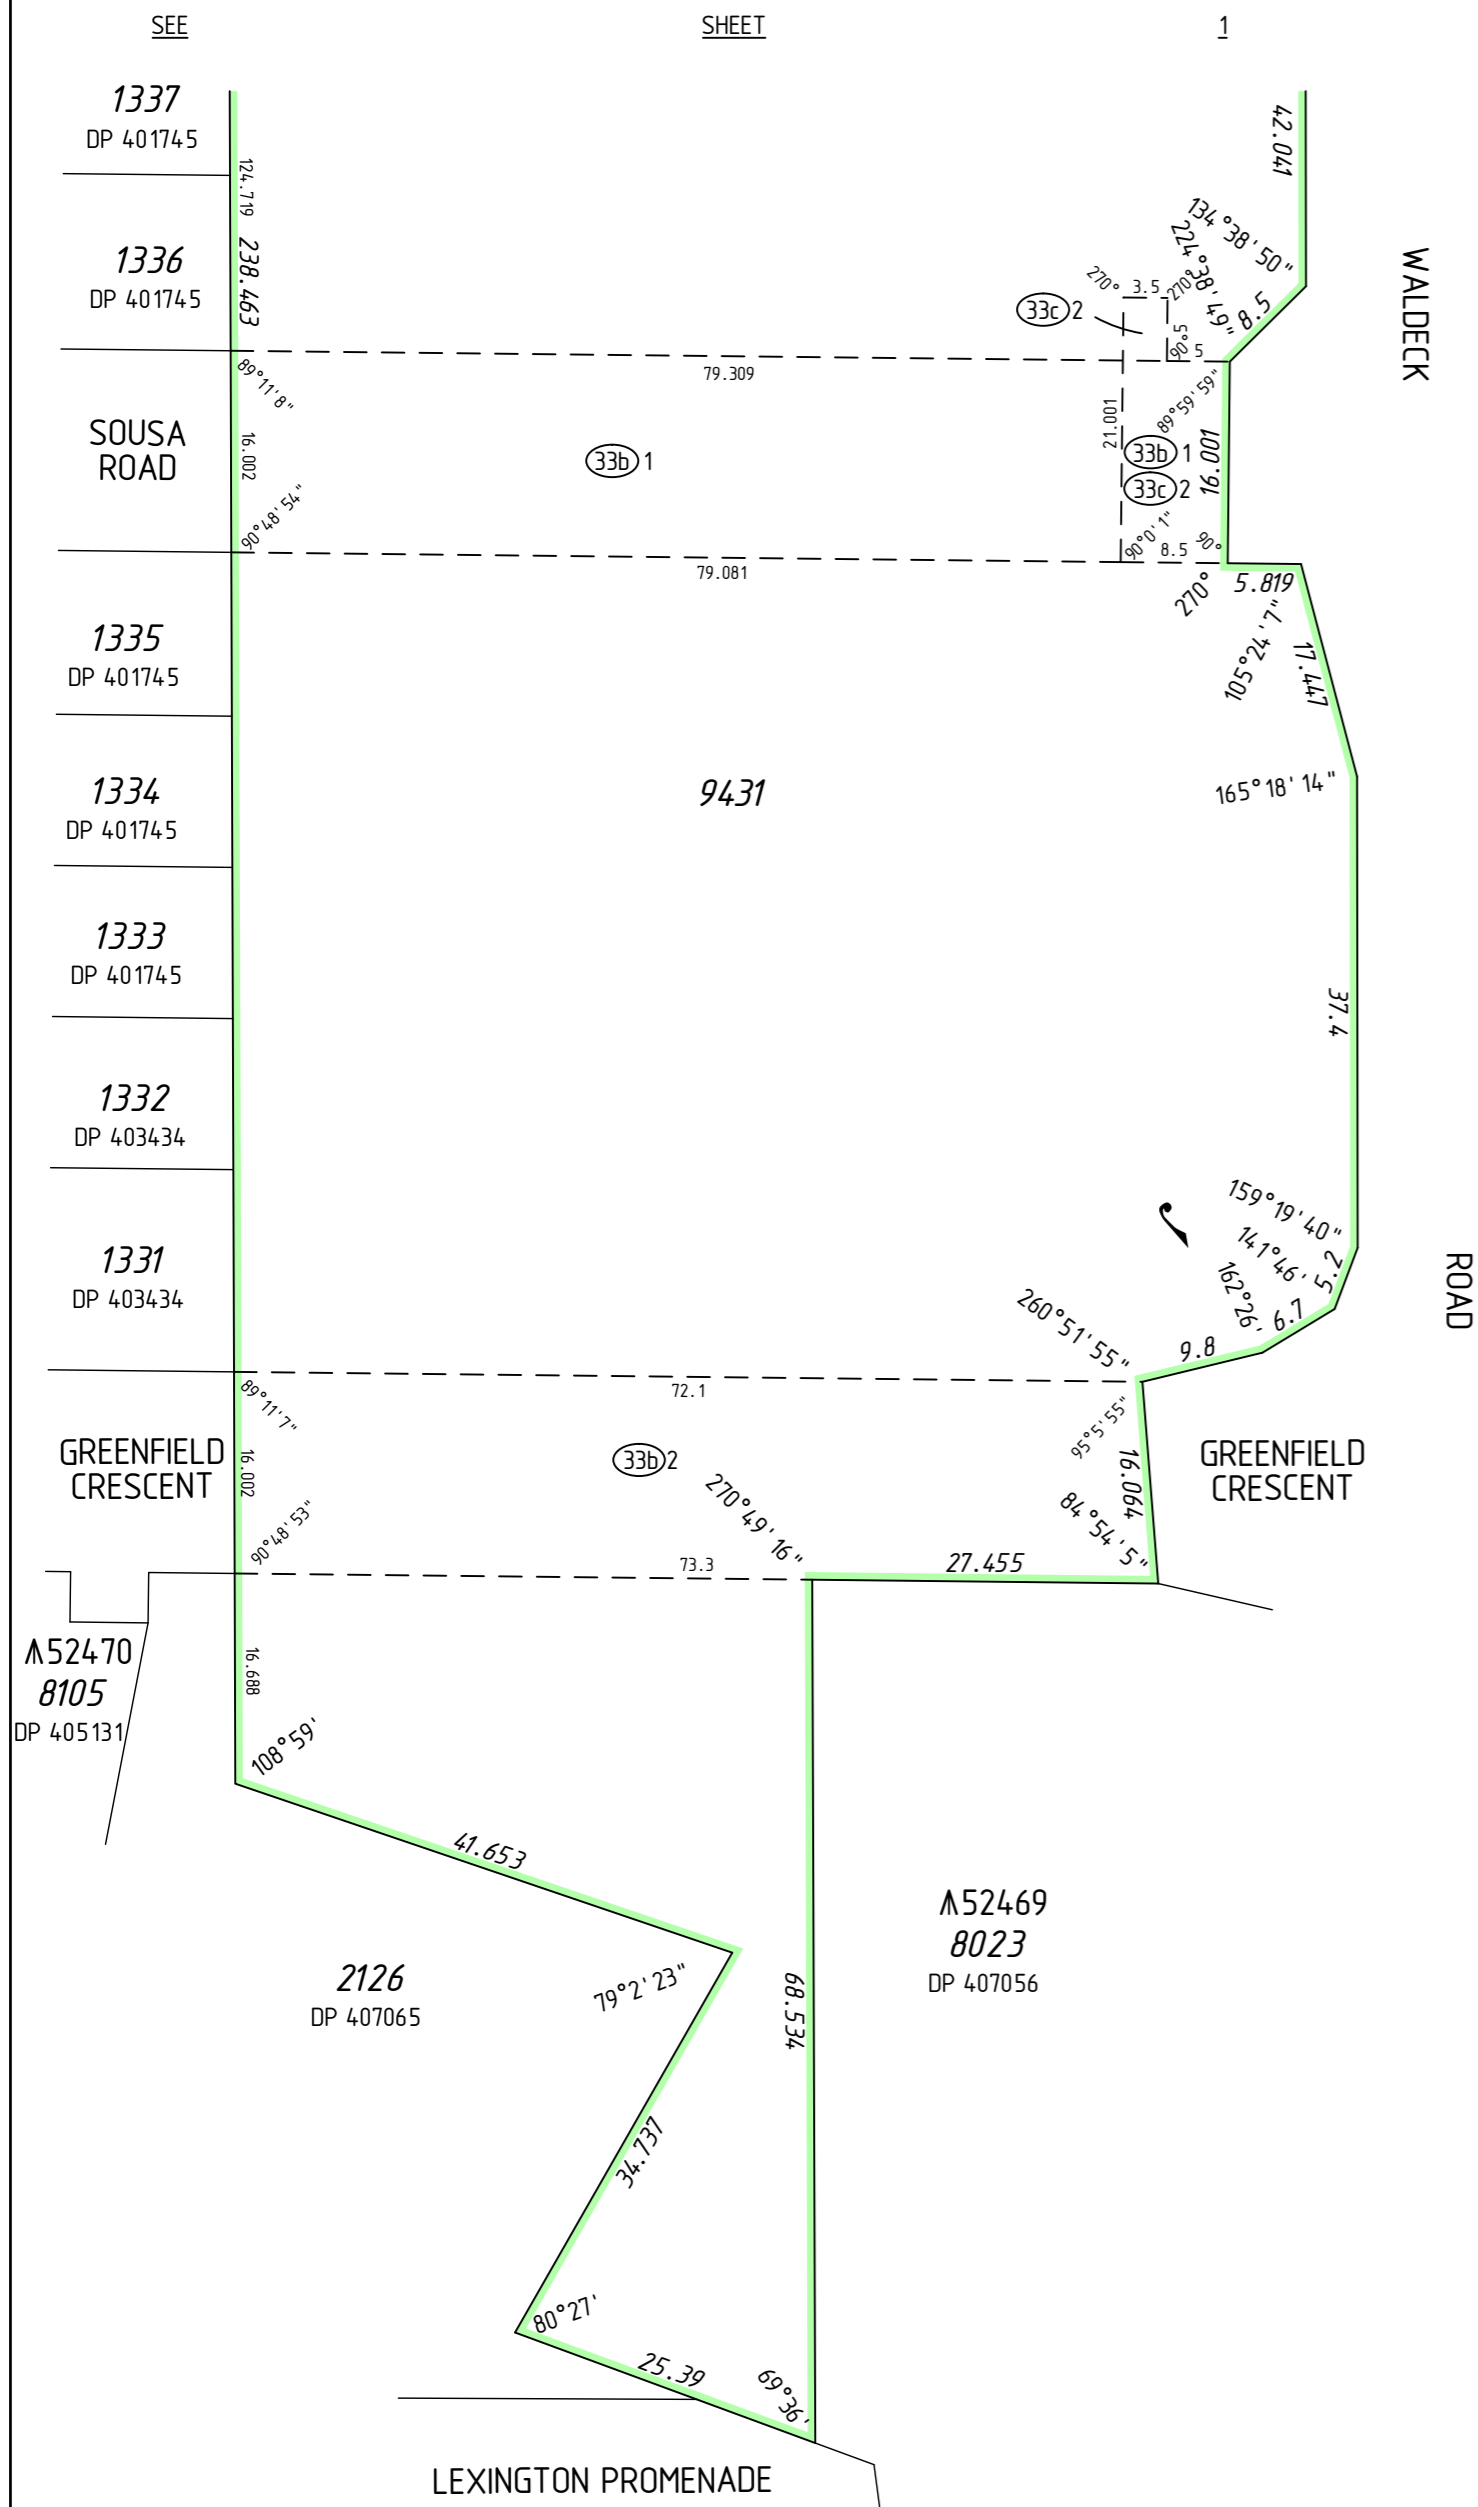 SEE SHEET 1
1337
DP 401745
124.719
238.463
42.041
WALDECK
1336
DP 401745
134°38'50"
224°38'49"
8.5
270°
3.5
270°
33c 2
5
90°
5
79.309
89°11'8"
89°59'59"
SOUSA
ROAD
16.002
33b 1
21.001
33b 1
33c 2
16.001
90°48'54"
90°0'1"
90°
8.5
79.081
270°
5.819
105°24'7"
17.447
1335
DP 401745
165°18'14"
1334
DP 401745
9431
1333
DP 401745
37.4
1332
DP 403434
159°19'40"
141°46'
162°26'
5.2
6.7
9.8
260°51'55"
ROAD
1331
DP 403434
72.1
89°11'7"
95°5'55"
GREENFIELD
CRESCENT
16.002
33b 2
16.064
GREENFIELD
CRESCENT
90°48'53"
270°49'16"
84°54'5"
73.3
27.455
52470
8105
DP 405131
16.688
108°59'
41.653
52469
8023
DP 407056
2126
DP 407065
79°2'23"
68.534
34.737
80°27'
25.39
69°36'
LEXINGTON PROMENADE